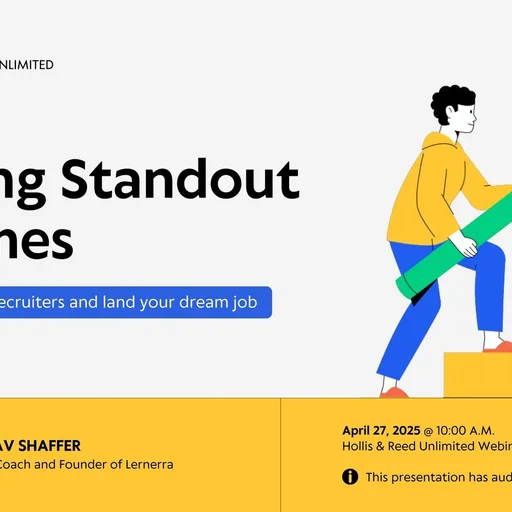 NLIMITED
ng Standout
nes
ecruiters and land your dream job
AV SHAFFER
Coach and Founder of Lernerra
April 27, 2025 @ 10:00 A.M.
Hollis & Reed Unlimited Webin
i
This presentation has aud